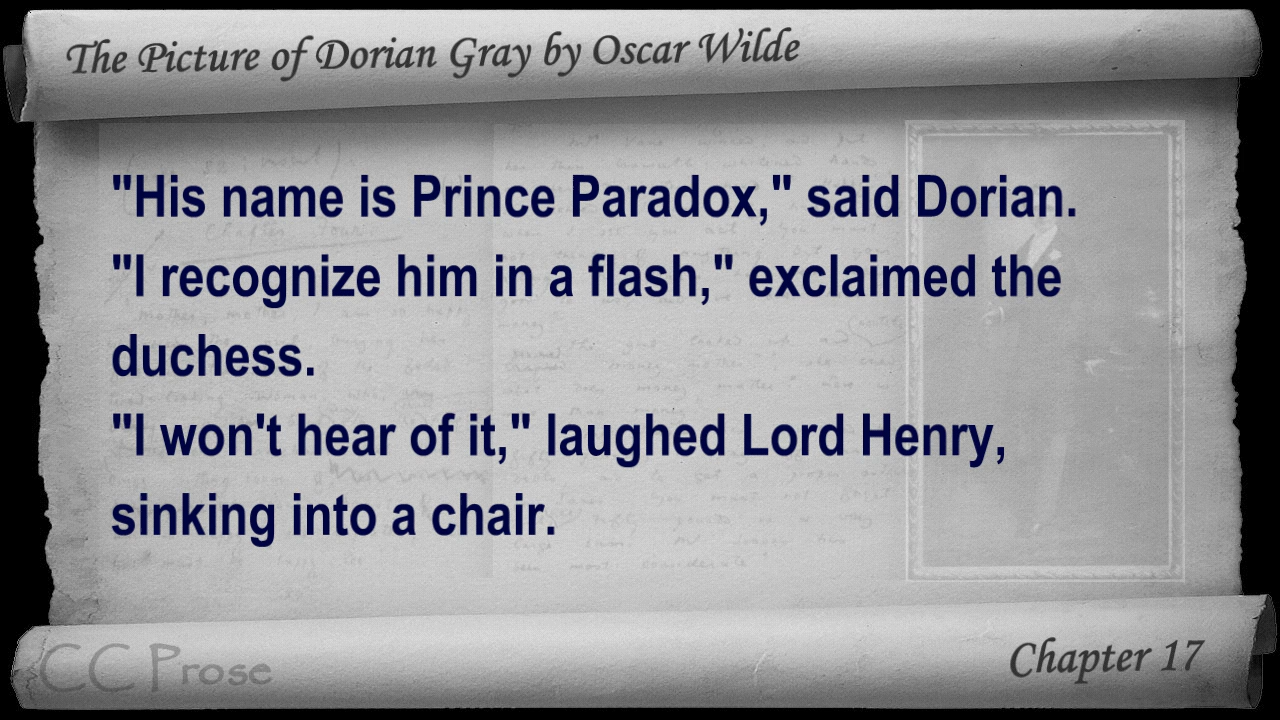 The Picture of Dorian Gray by Oscar Wilde
"His name is Prince Paradox," said Dorian.
"I recognize him in a flash," exclaimed the
duchess.
"I won't hear of it," laughed Lord Henry,
sinking into a chair.
CC Prose
Chapter 17